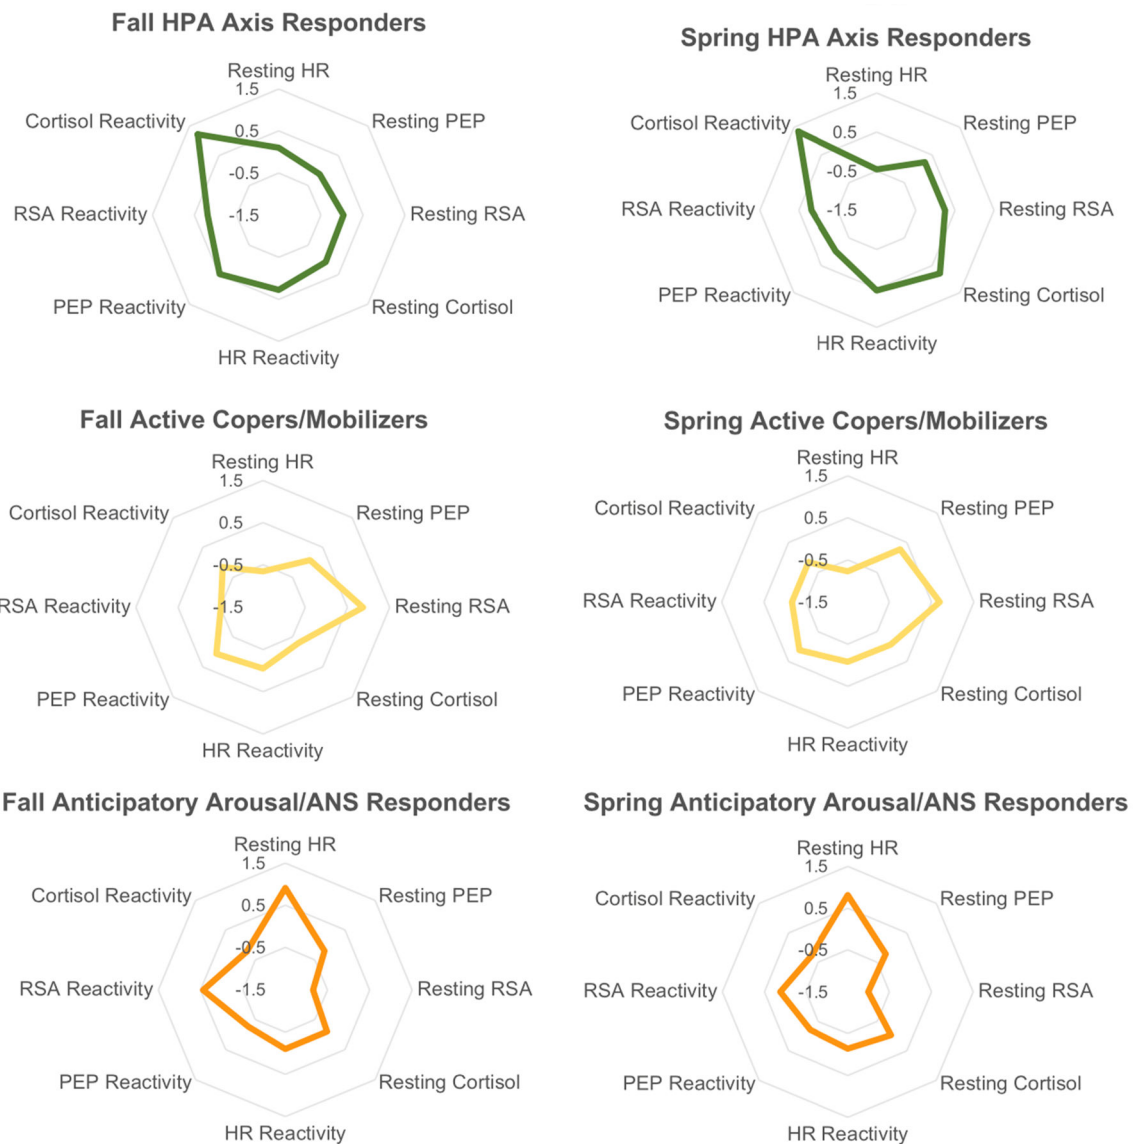 Fall HPA Axis Responders
Resting HR
1.5
Cortisol Reactivity
0.5
Resting PEP
-0.5
RSA Reactivity
-1.5
Resting RSA
PEP Reactivity
Resting Cortisol
HR Reactivity
Spring HPA Axis Responders
Resting HR
1.5
Cortisol Reactivity
0.5
Resting PEP
-0.5
RSA Reactivity
-1.5
Resting RSA
PEP Reactivity
Resting Cortisol
HR Reactivity
Fall Active Copers/Mobilizers
Resting HR
1.5
Cortisol Reactivity
0.5
Resting PEP
-0.5
RSA Reactivity
-1.5
Resting RSA
PEP Reactivity
Resting Cortisol
HR Reactivity
Spring Active Copers/Mobilizers
Resting HR
1.5
Cortisol Reactivity
0.5
Resting PEP
-0.5
RSA Reactivity
-1.5
Resting RSA
PEP Reactivity
Resting Cortisol
HR Reactivity
Fall Anticipatory Arousal/ANS Responders
Resting HR
1.5
Cortisol Reactivity
0.5
Resting PEP
-0.5
RSA Reactivity
-1.5
Resting RSA
PEP Reactivity
Resting Cortisol
HR Reactivity
Spring Anticipatory Arousal/ANS Responders
Resting HR
1.5
Cortisol Reactivity
0.5
Resting PEP
-0.5
RSA Reactivity
-1.5
Resting RSA
PEP Reactivity
Resting Cortisol
HR Reactivity